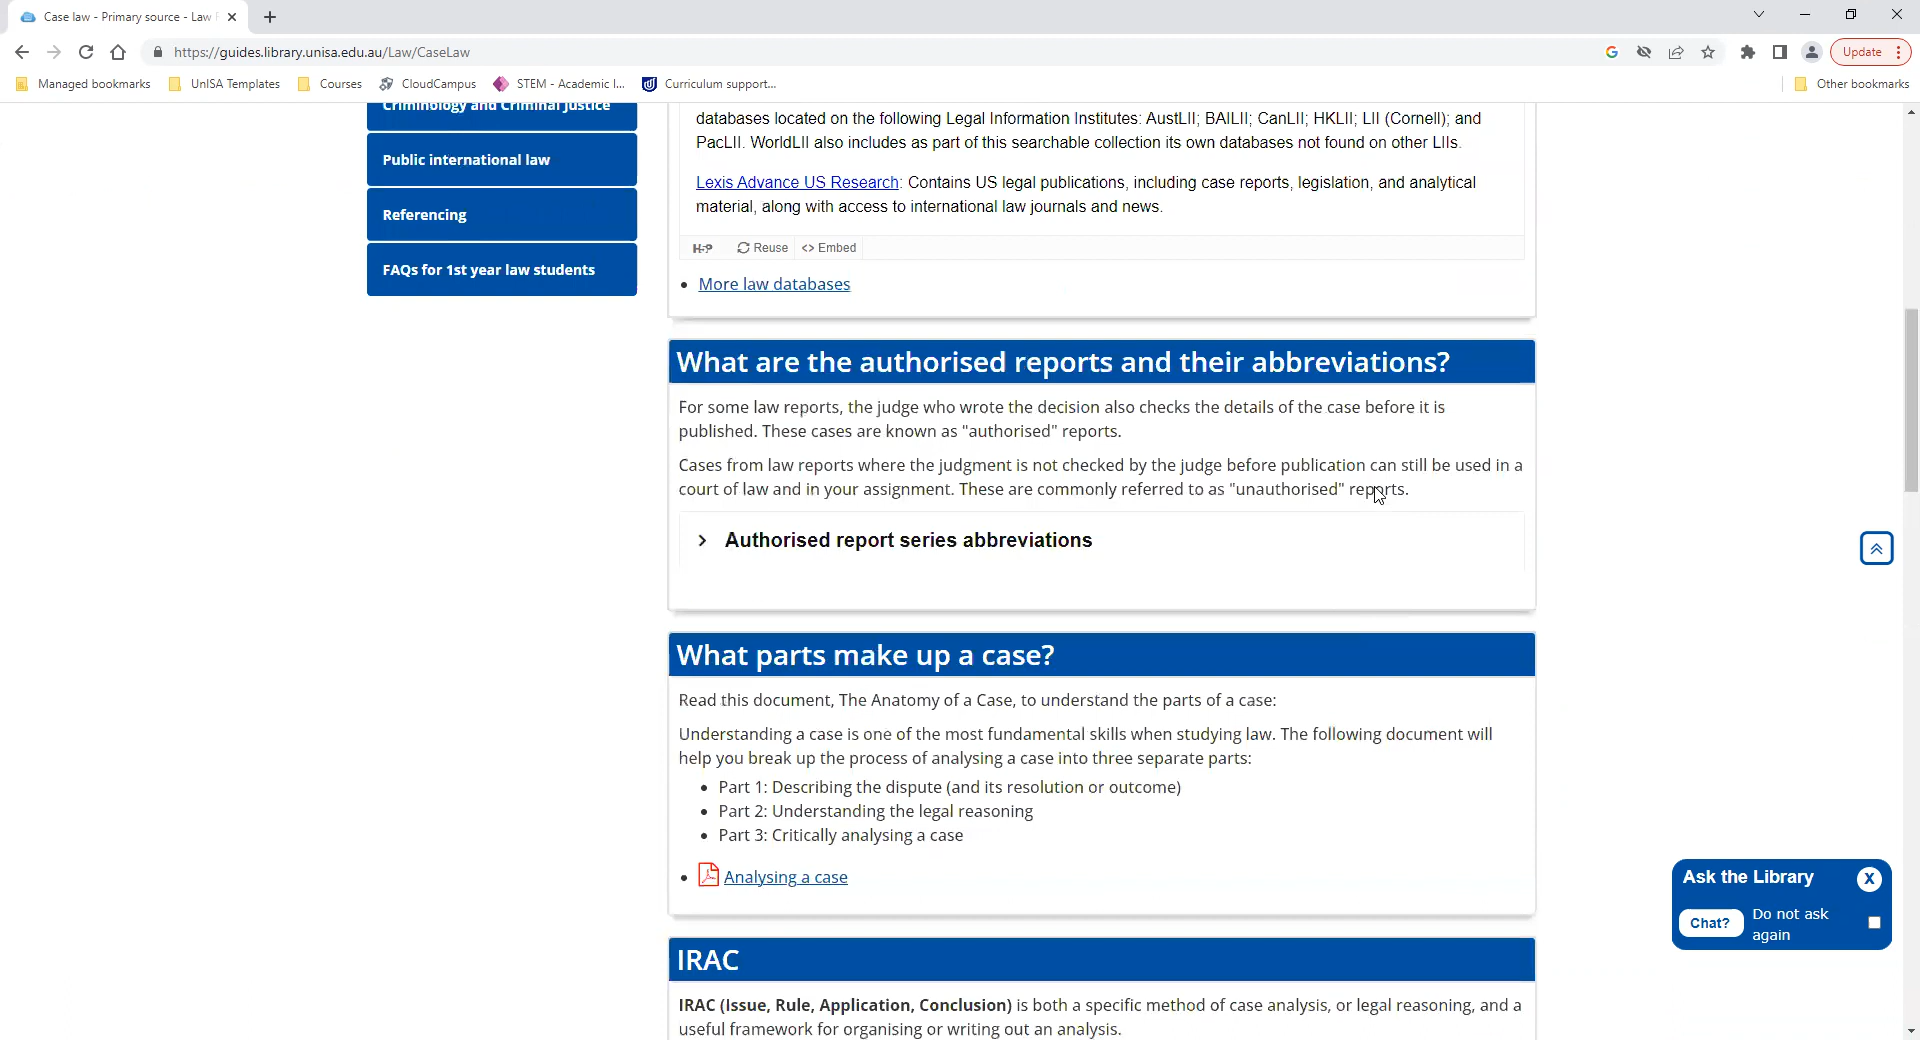 Case law - Primary source - Law
https://guides.library.unisa.edu.au/Law/CaseLaw
Update
Managed bookmarks
UniSA Templates
Courses
CloudCampus
STEM - Academic I...
Curriculum support...
Other bookmarks
Criminology and Criminal Justice
Public international law
Referencing
FAQs for 1st year law students
databases located on the following Legal Information Institutes: AustLII; BAILII; CanLII; HKLII; LII (Cornell); and
PacLII. WorldLII also includes as part of this searchable collection its own databases not found on other LIIs.
Lexis Advance US Research: Contains US legal publications, including case reports, legislation, and analytical
material, along with access to international law journals and news.
H5P Reuse <> Embed
• More law databases
What are the authorised reports and their abbreviations?
For some law reports, the judge who wrote the decision also checks the details of the case before it is
published. These cases are known as "authorised" reports.
Cases from law reports where the judgment is not checked by the judge before publication can still be used in a
court of law and in your assignment. These are commonly referred to as "unauthorised" reports.
Authorised report series abbreviations
What parts make up a case?
Read this document, The Anatomy of a Case, to understand the parts of a case:
Understanding a case is one of the most fundamental skills when studying law. The following document will
help you break up the process of analysing a case into three separate parts:
• Part 1: Describing the dispute (and its resolution or outcome)
• Part 2: Understanding the legal reasoning
• Part 3: Critically analysing a case
• Analysing a case
Ask the Library X
Chat? Do not ask
again
IRAC
IRAC (Issue, Rule, Application, Conclusion) is both a specific method of case analysis, or legal reasoning, and a
useful framework for organising or writing out an analysis.